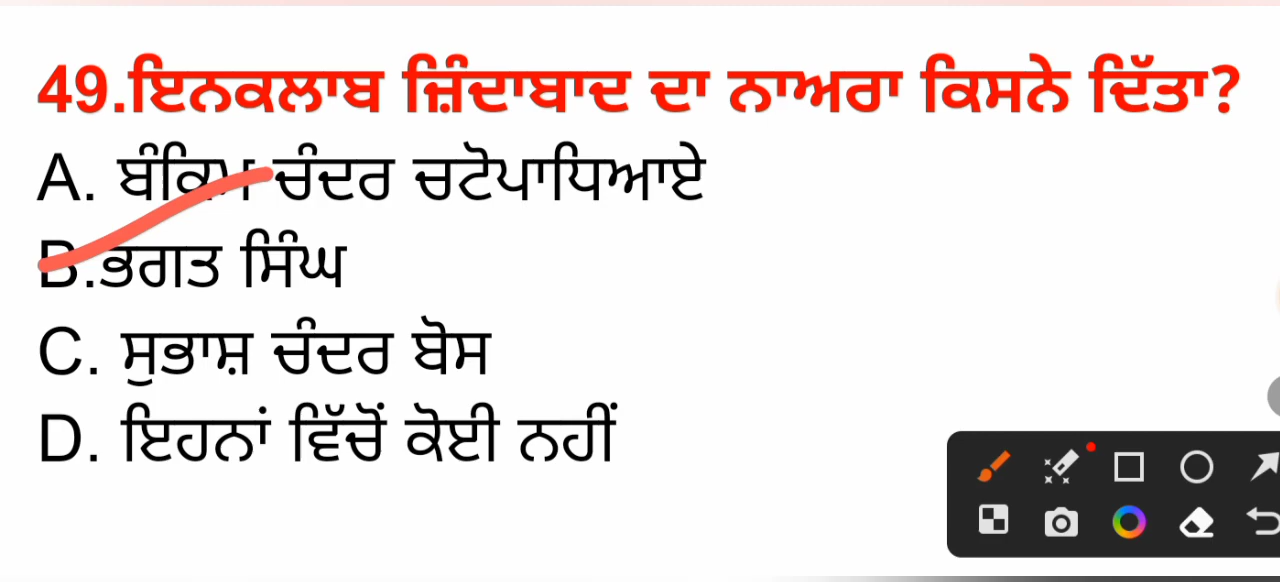 49.ਇਨਕਲਾਬ ਜ਼ਿੰਦਾਬਾਦ ਦਾ ਨਾਅਰਾ ਕਿਸਨੇ ਦਿੱਤਾ?
A. ਬੰਕਿਮ ਚੰਦਰ ਚਟੋਪਾਧਿਆਏ
B.ਭਗਤ ਸਿੰਘ
C. ਸੁਭਾਸ਼ ਚੰਦਰ ਬੋਸ
D. ਇਹਨਾਂ ਵਿੱਚੋਂ ਕੋਈ ਨਹੀਂ